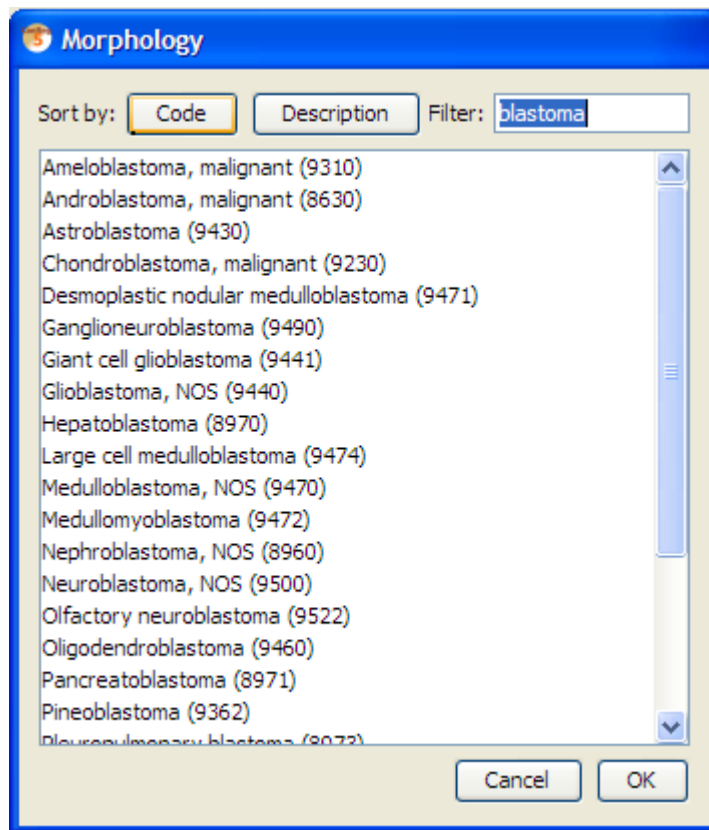 Morphology
Sort by: Code Description Filter: blastoma
Ameloblastoma, malignant (9310)
Androblastoma, malignant (8630)
Astroblastoma (9430)
Chondroblastoma, malignant (9230)
Desmoplastic nodular medulloblastoma (9471)
Ganglioneuroblastoma (9490)
Giant cell glioblastoma (9441)
Glioblastoma, NOS (9440)
Hepatoblastoma (8970)
Large cell medulloblastoma (9474)
Medulloblastoma, NOS (9470)
Medullomyoblastoma (9472)
Nephroblastoma, NOS (8960)
Neuroblastoma, NOS (9500)
Olfactory neuroblastoma (9522)
Oligodendroblastoma (9460)
Pancreatoblastoma (8971)
Pineoblastoma (9362)
Pleuropulmonary blastoma (8973)
Cancel OK